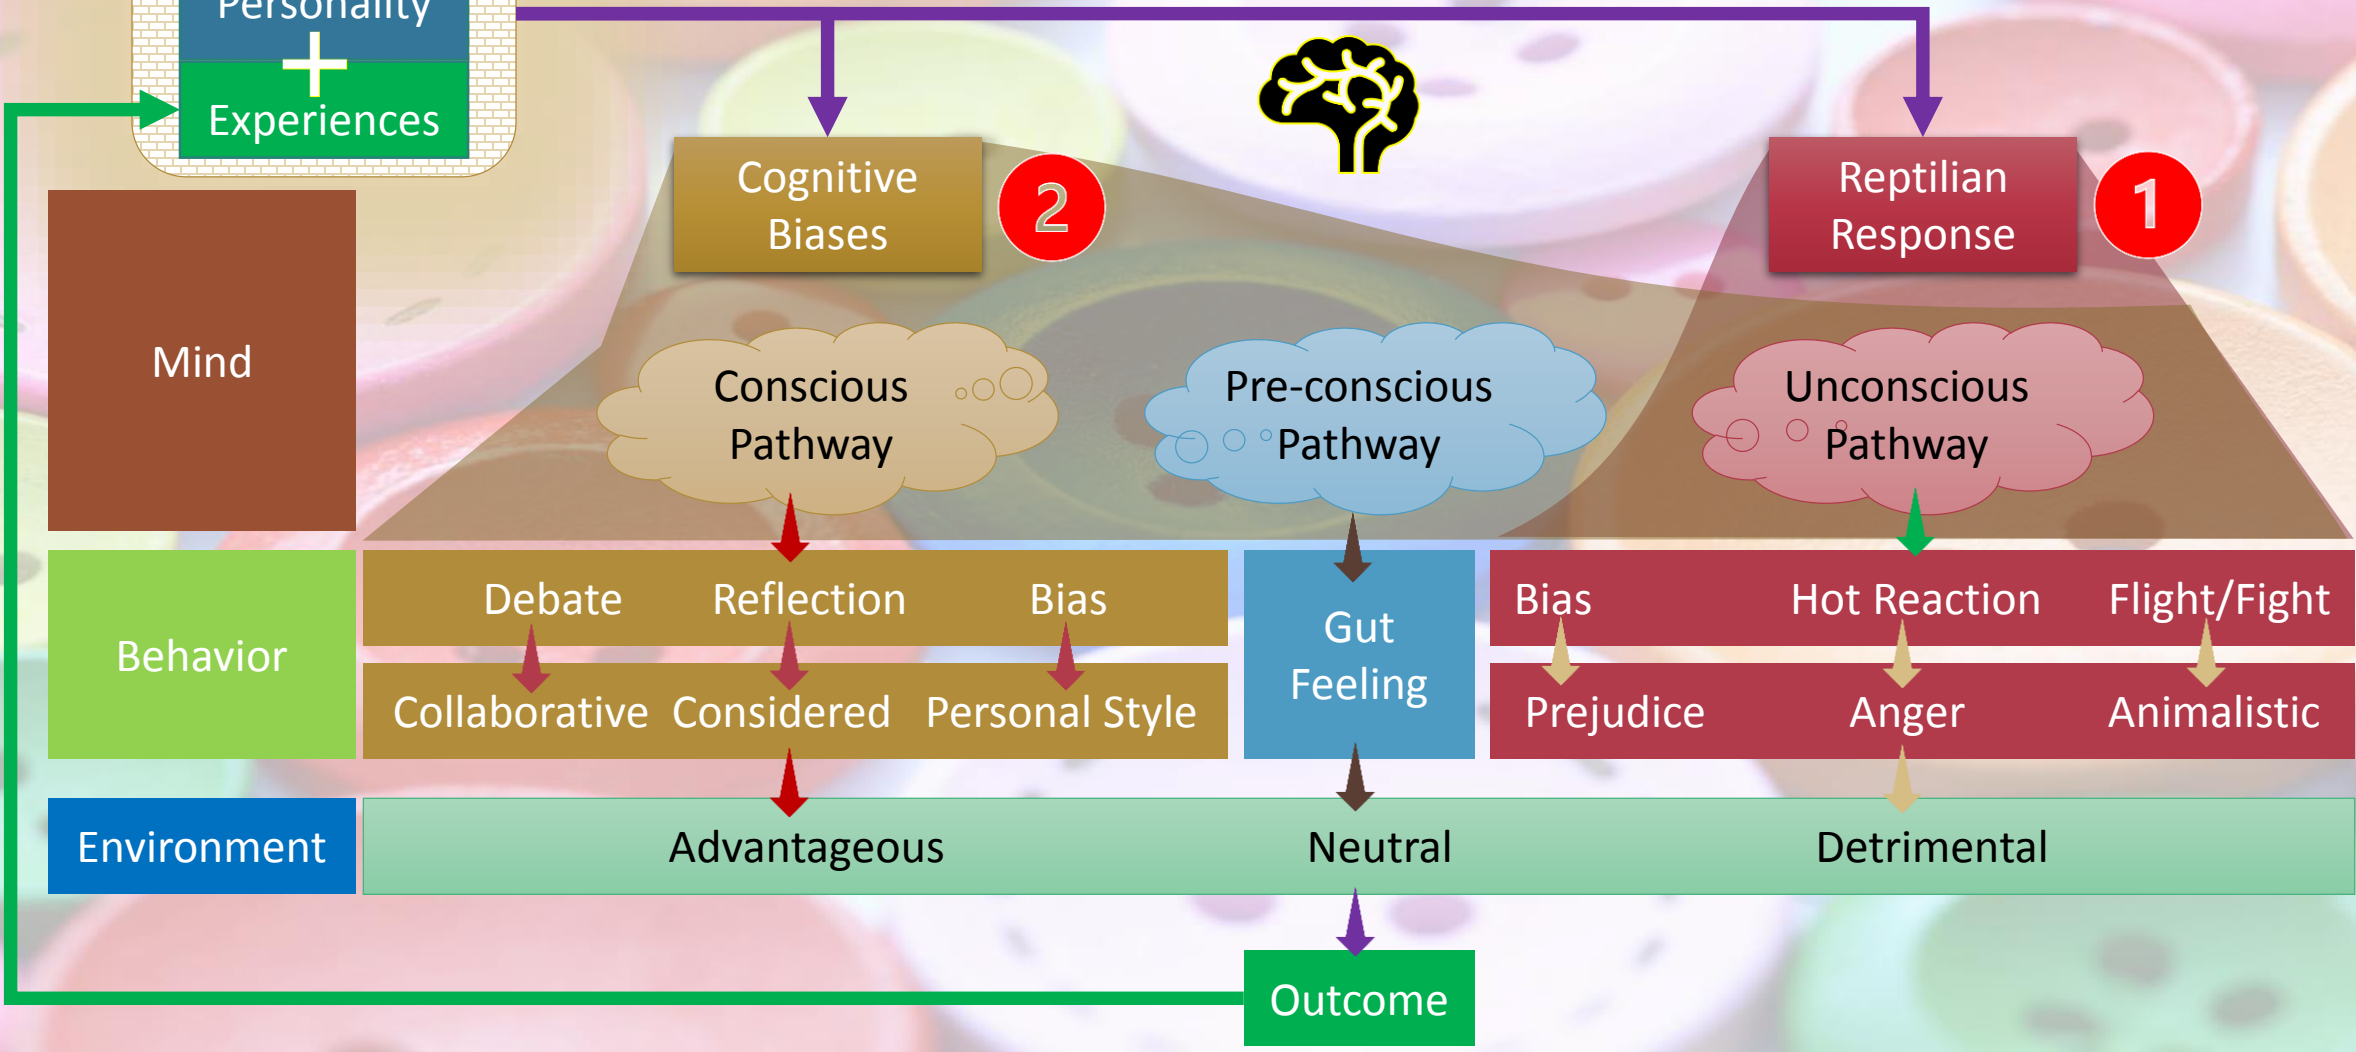 Personality
Experiences
Cognitive
Biases
2
Reptilian
Response
1
Mind
Conscious
Pathway
Pre-conscious
Pathway
Unconscious
Pathway
Behavior
Debate Reflection Bias
Collaborative Considered Personal Style
Gut
Feeling
Bias Hot Reaction Flight/Fight
Prejudice Anger Animalistic
Environment
Advantageous Neutral Detrimental
Outcome